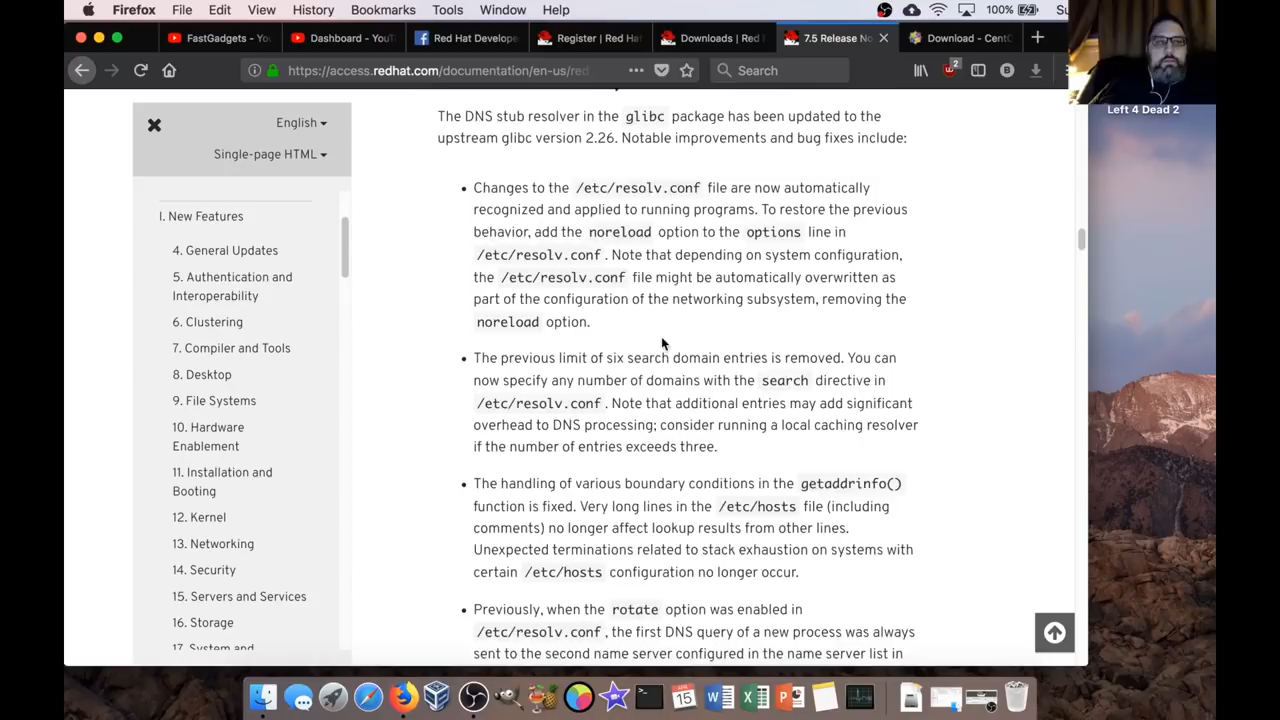 Firefox File Edit View History Bookmarks Tools Window Help 100% Su
FastGadgets - Yo Dashboard - YouT Red Hat Develope Register | Red Ha Downloads | Red 7.5 Release No Download - CentO
https://access.redhat.com/documentation/en-us/red Search 2
Left 4 Dead 2
English
Single-page HTML
I. New Features
4. General Updates
5. Authentication and
Interoperability
6. Clustering
7. Compiler and Tools
8. Desktop
9. File Systems
10. Hardware
Enablement
11. Installation and
Booting
12. Kernel
13. Networking
14. Security
15. Servers and Services
16. Storage
17. System and
The DNS stub resolver in the glibc package has been updated to the
upstream glibc version 2.26. Notable improvements and bug fixes include:
• Changes to the /etc/resolv.conf file are now automatically
recognized and applied to running programs. To restore the previous
behavior, add the noreload option to the options line in
/etc/resolv.conf. Note that depending on system configuration,
the /etc/resolv.conf file might be automatically overwritten as
part of the configuration of the networking subsystem, removing the
noreload option.
• The previous limit of six search domain entries is removed. You can
now specify any number of domains with the search directive in
/etc/resolv.conf. Note that additional entries may add significant
overhead to DNS processing; consider running a local caching resolver
if the number of entries exceeds three.
• The handling of various boundary conditions in the getaddrinfo()
function is fixed. Very long lines in the /etc/hosts file (including
comments) no longer affect lookup results from other lines.
Unexpected terminations related to stack exhaustion on systems with
certain /etc/hosts configuration no longer occur.
• Previously, when the rotate option was enabled in
/etc/resolv.conf, the first DNS query of a new process was always
sent to the second name server configured in the name server list in
APR
15